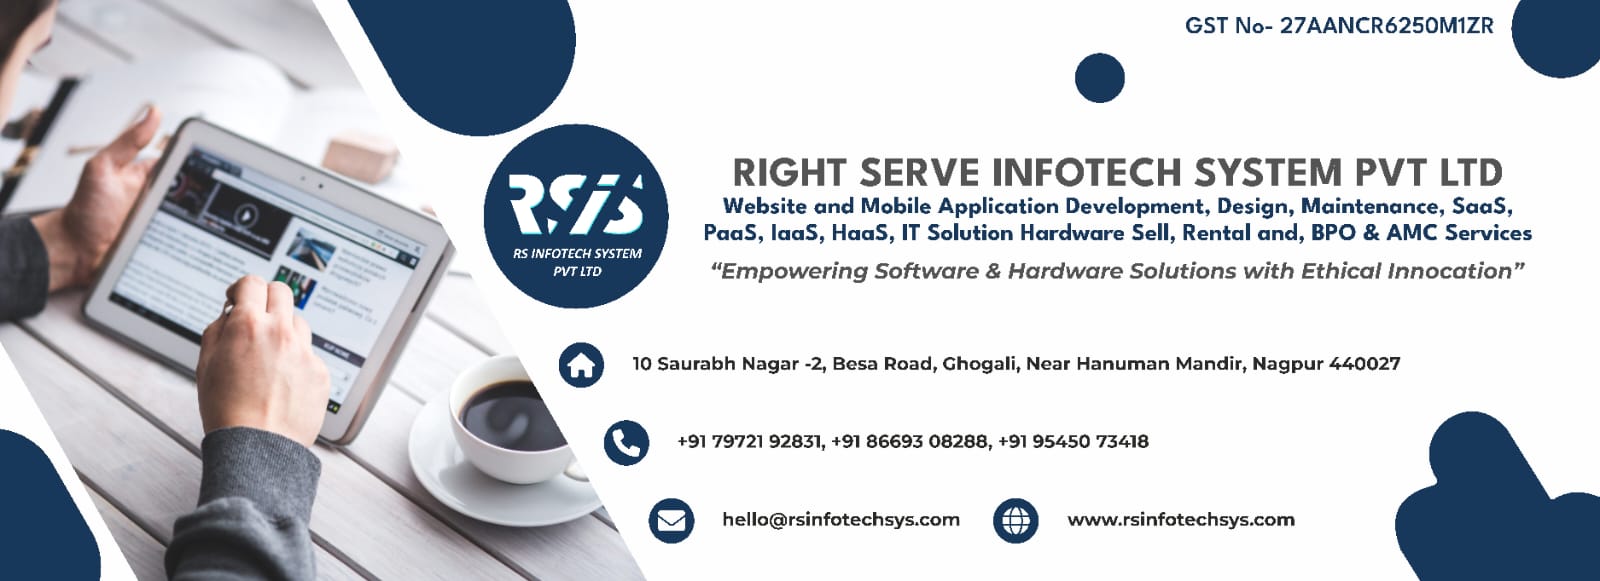 GST No- 27AANCR6250M1ZR
RSIS
RS INFOTECH SYSTEM
PVT LTD
RIGHT SERVE INFOTECH SYSTEM PVT LTD
Website and Mobile Application Development, Design, Maintenance, SaaS,
PaaS, IaaS, HaaS, IT Solution Hardware Sell, Rental and, BPO & AMC Services
“Empowering Software & Hardware Solutions with Ethical Innocation”
10 Saurabh Nagar -2, Besa Road, Ghogali, Near Hanuman Mandir, Nagpur 440027
+91 79721 92831, +91 86693 08288, +91 95450 73418
hello@rsinfotechsys.com
www.rsinfotechsys.com